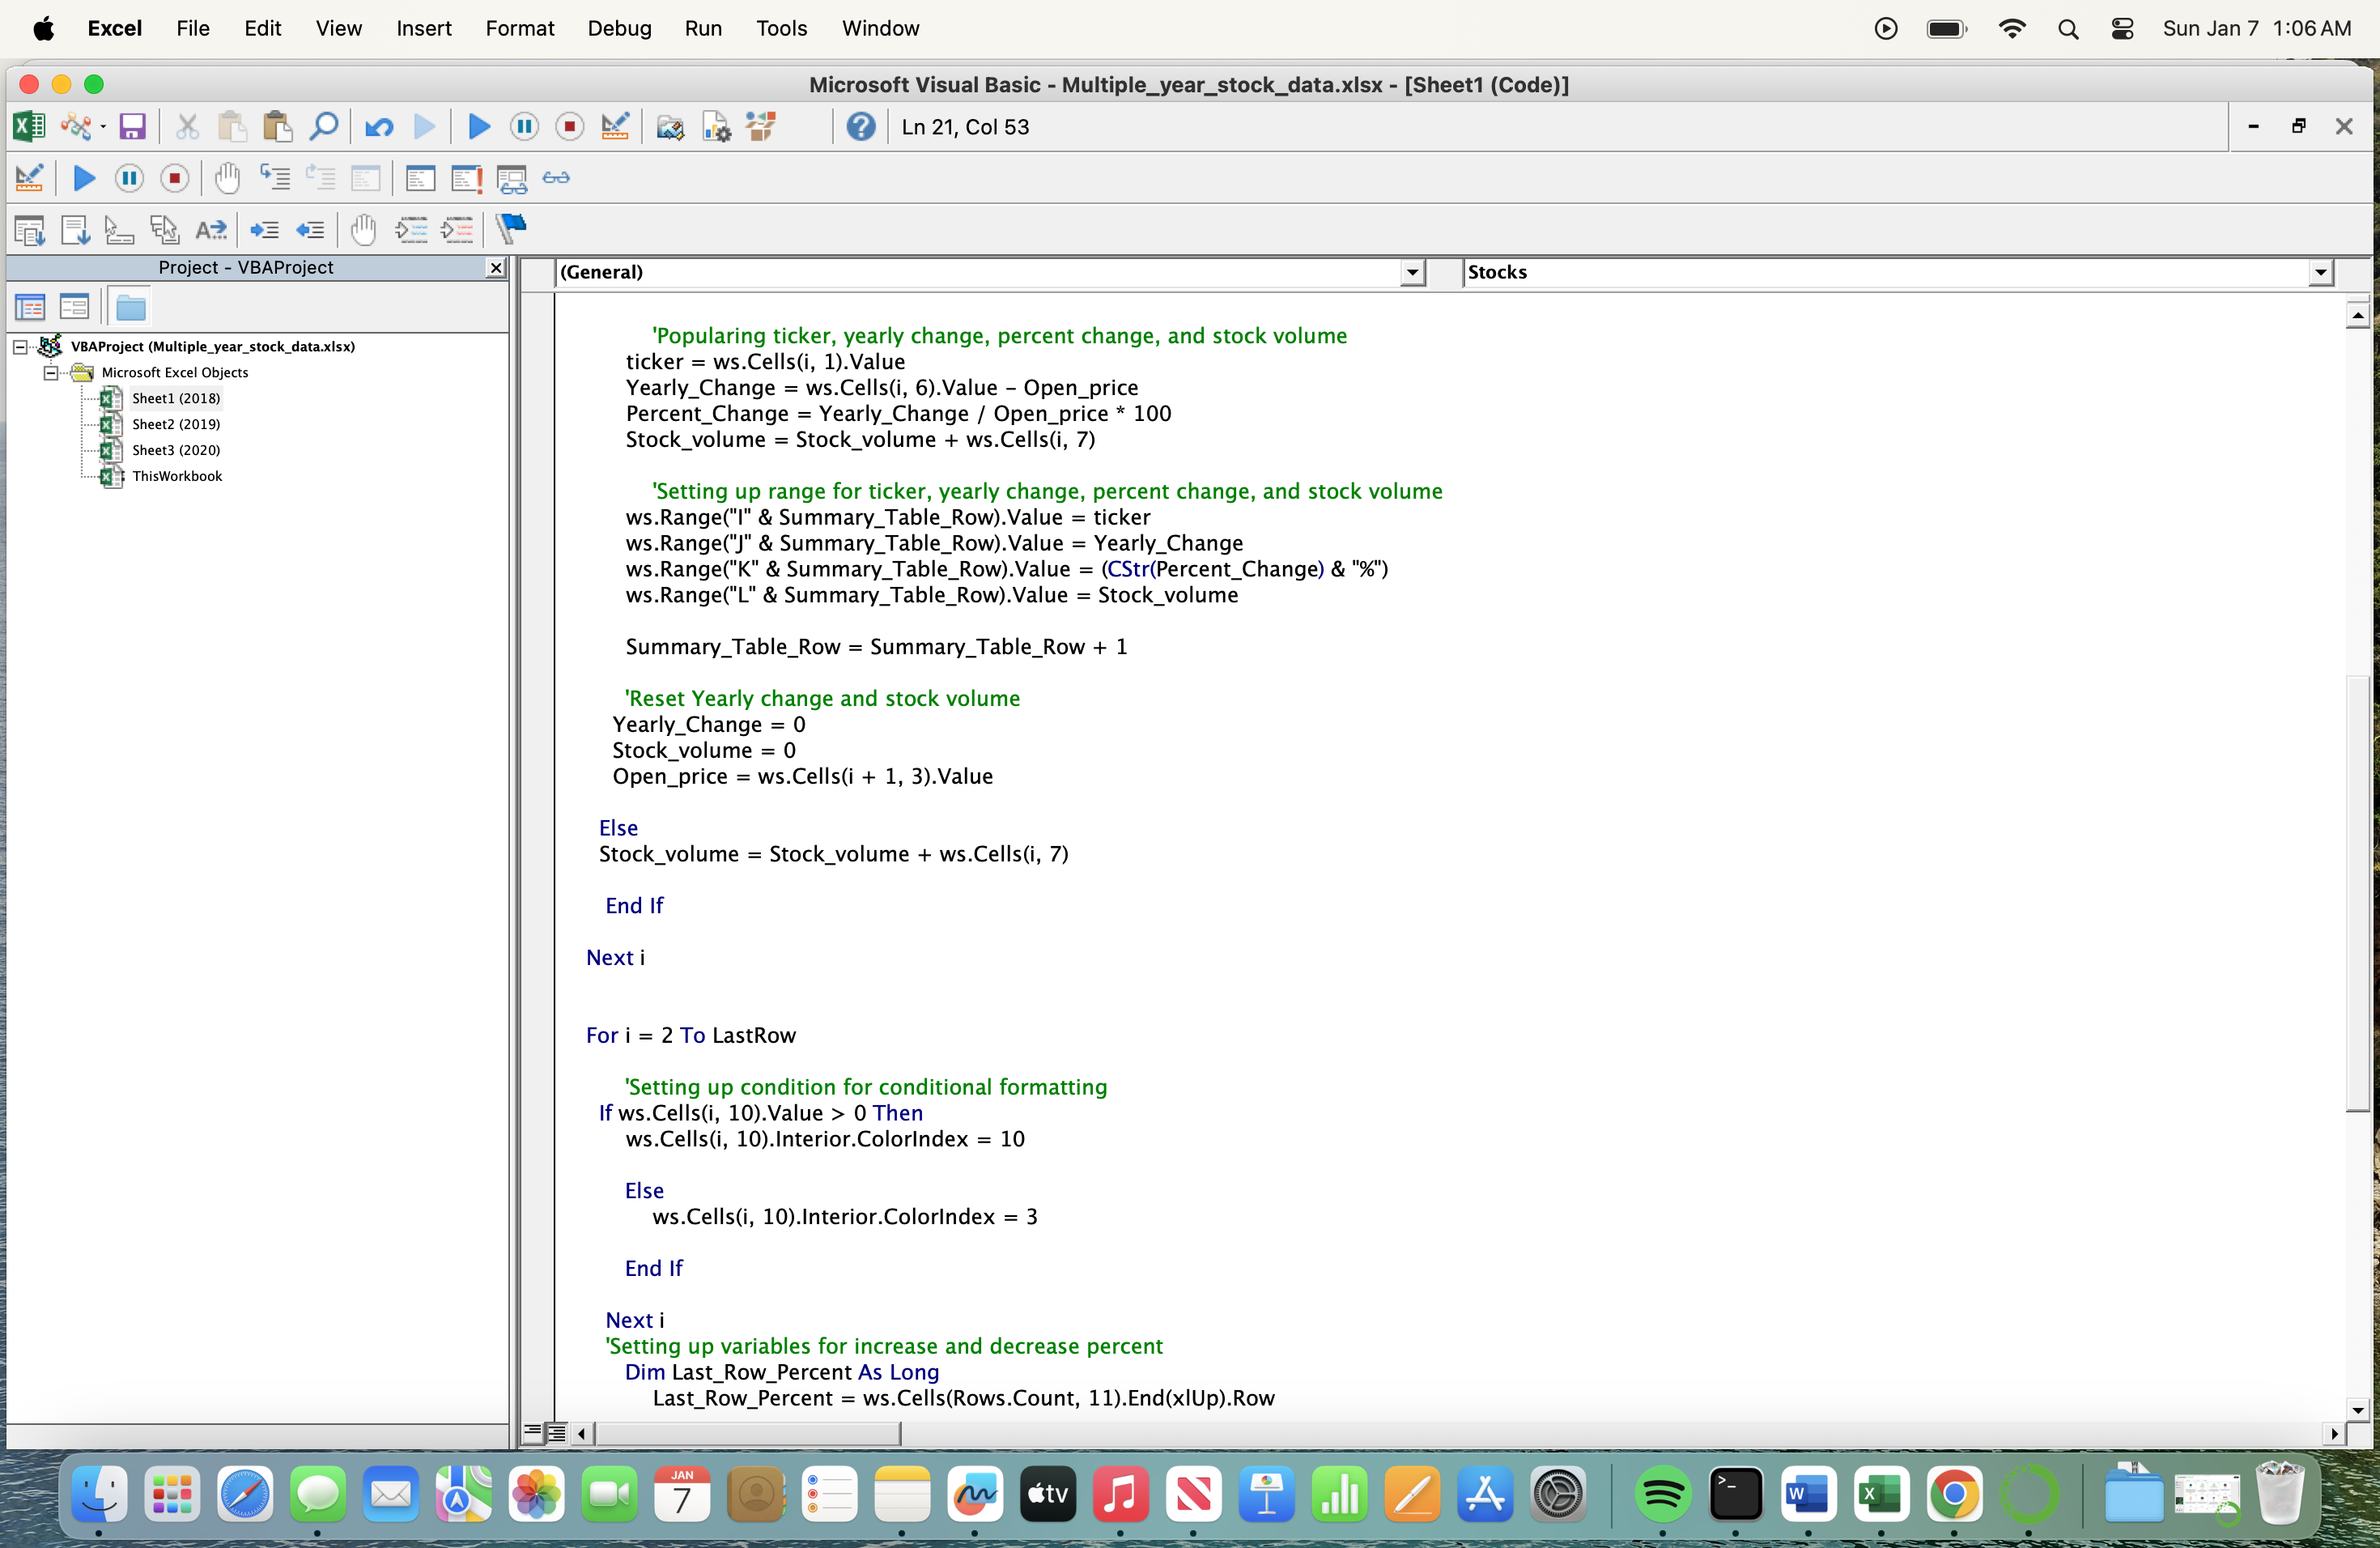 Excel File Edit View Insert Format Debug Run Tools Window Sun Jan 7 1:06 AM
Microsoft Visual Basic - Multiple_year_stock_data.xlsx - [Sheet1 (Code)]
Ln 21, Col 53
Project - VBAProject
(General) Stocks
VBAProject (Multiple_year_stock_data.xlsx)
Microsoft Excel Objects
Sheet1 (2018)
Sheet2 (2019)
Sheet3 (2020)
ThisWorkbook
'Popularing ticker, yearly change, percent change, and stock volume
ticker = ws.Cells(i, 1).Value
Yearly_Change = ws.Cells(i, 6).Value - Open_price
Percent_Change = Yearly_Change / Open_price * 100
Stock_volume = Stock_volume + ws.Cells(i, 7)
'Setting up range for ticker, yearly change, percent change, and stock volume
ws.Range("I" & Summary_Table_Row).Value = ticker
ws.Range("J" & Summary_Table_Row).Value = Yearly_Change
ws.Range("K" & Summary_Table_Row).Value = (CStr(Percent_Change) & "%")
ws.Range("L" & Summary_Table_Row).Value = Stock_volume
Summary_Table_Row = Summary_Table_Row + 1
'Reset Yearly change and stock volume
Yearly_Change = 0
Stock_volume = 0
Open_price = ws.Cells(i + 1, 3).Value
Else
Stock_volume = Stock_volume + ws.Cells(i, 7)
End If
Next i
For i = 2 To LastRow
'Setting up condition for conditional formatting
If ws.Cells(i, 10).Value > 0 Then
ws.Cells(i, 10).Interior.ColorIndex = 10
Else
ws.Cells(i, 10).Interior.ColorIndex = 3
End If
Next i
'Setting up variables for increase and decrease percent
Dim Last_Row_Percent As Long
Last_Row_Percent = ws.Cells(Rows.Count, 11).End(xlUp).Row
JAN
7
tv